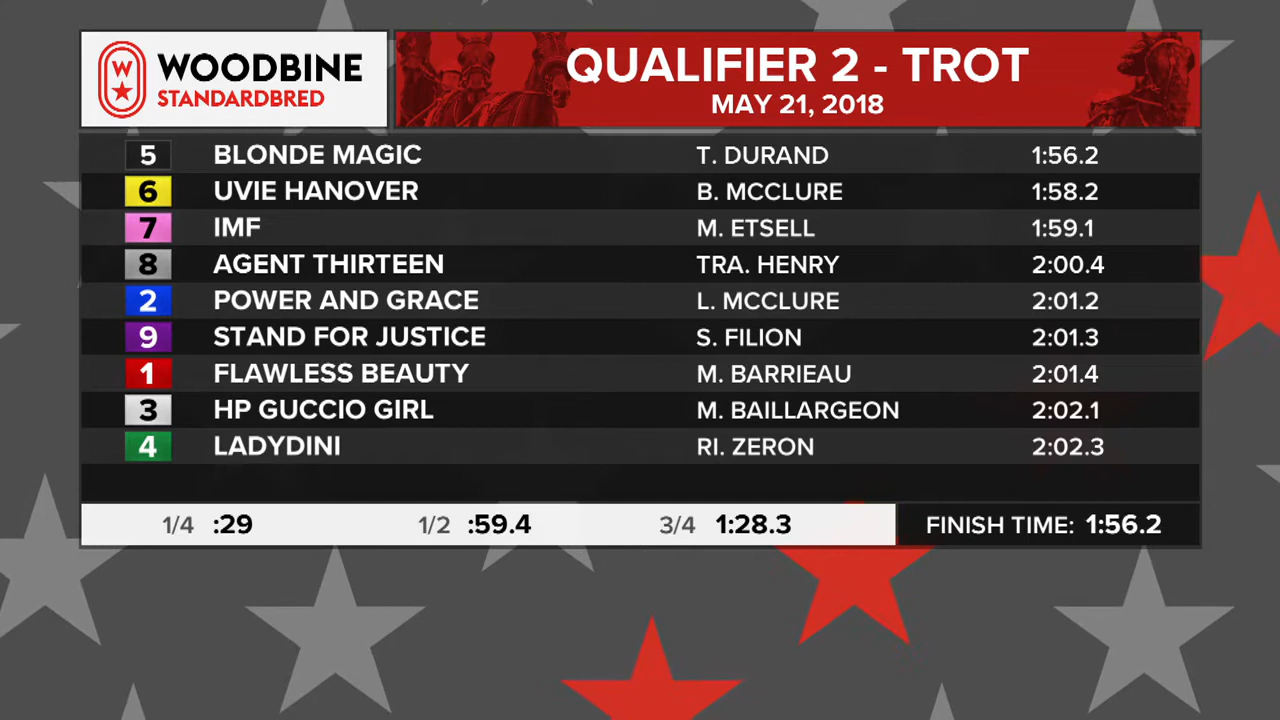 W
WOODBINE
STANDARDBRED
QUALIFIER 2 - TROT
MAY 21, 2018
5 BLONDE MAGIC T. DURAND 1:56.2
6 UVIE HANOVER B. MCCLURE 1:58.2
7 IMF M. ETSELL 1:59.1
8 AGENT THIRTEEN TRA. HENRY 2:00.4
2 POWER AND GRACE L. MCCLURE 2:01.2
9 STAND FOR JUSTICE S. FILION 2:01.3
1 FLAWLESS BEAUTY M. BARRIEAU 2:01.4
3 HP GUCCIO GIRL M. BAILLARGEON 2:02.1
4 LADYDINI RI. ZERON 2:02.3
1/4 :29 1/2 :59.4 3/4 1:28.3 FINISH TIME: 1:56.2